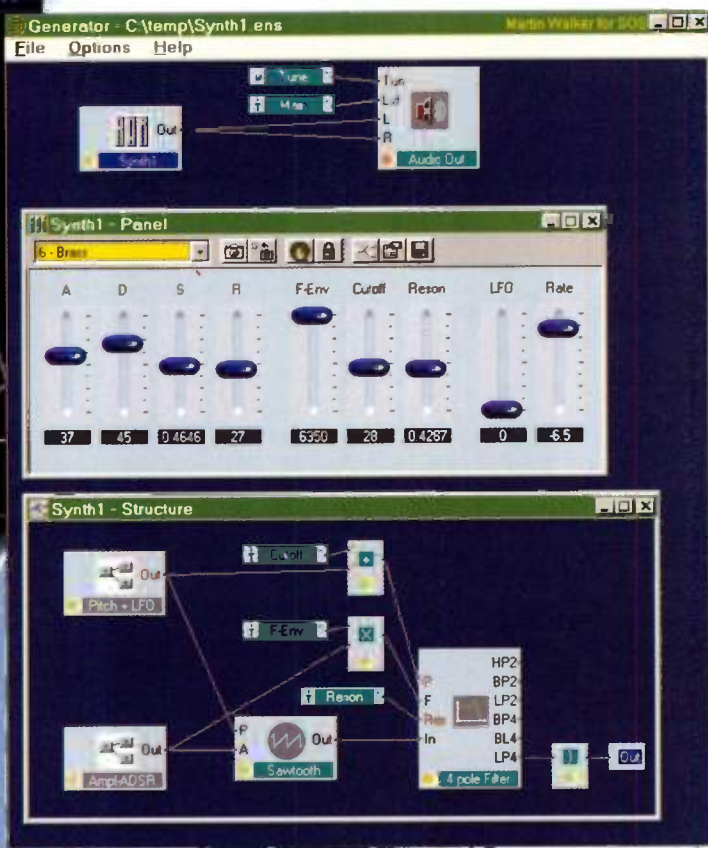 Generator - C:\temp\Synth1.ens
Martin Walker for SOS
File Options Help
Tune
Tun
Main
Lvl
L
R
Out
Synth1
Audio Out
Synth1 - Panel
6 - Brass
A D S R F-Env Cutoff Reson LFO Rate
37 45 0.4646 27 6350 28 0.4287 0 -6.5
Synth1 - Structure
Out
Pitch + LFO
Cutoff
+
F-Env
X
Reson
Out
Ampl-ADSR
P
A
Out
Sawtooth
P
F
Res
In
HP2
BP2
LP2
BP4
BL4
LP4
4 pole Filter
Out